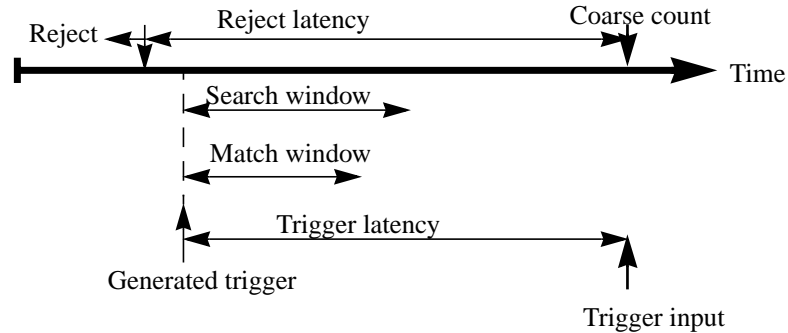 Coarse count
Reject
Reject latency
Time
Search window
Match window
Trigger latency
Generated trigger
Trigger input